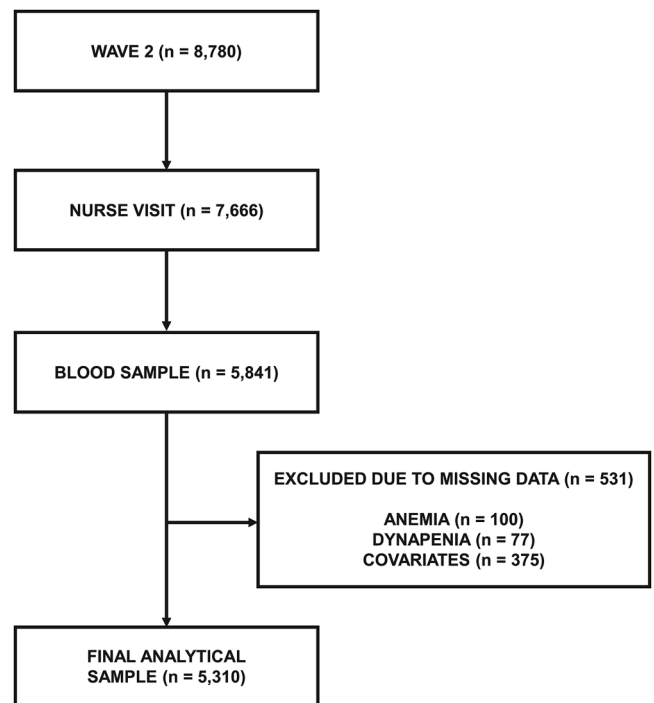 WAVE 2 (n = 8,780)
NURSE VISIT (n = 7,666)
BLOOD SAMPLE (n = 5,841)
EXCLUDED DUE TO MISSING DATA (n = 531)
ANEMIA (n = 100)
DYNAPENIA (n = 77)
COVARIATES (n = 375)
FINAL ANALYTICAL
SAMPLE (n = 5,310)